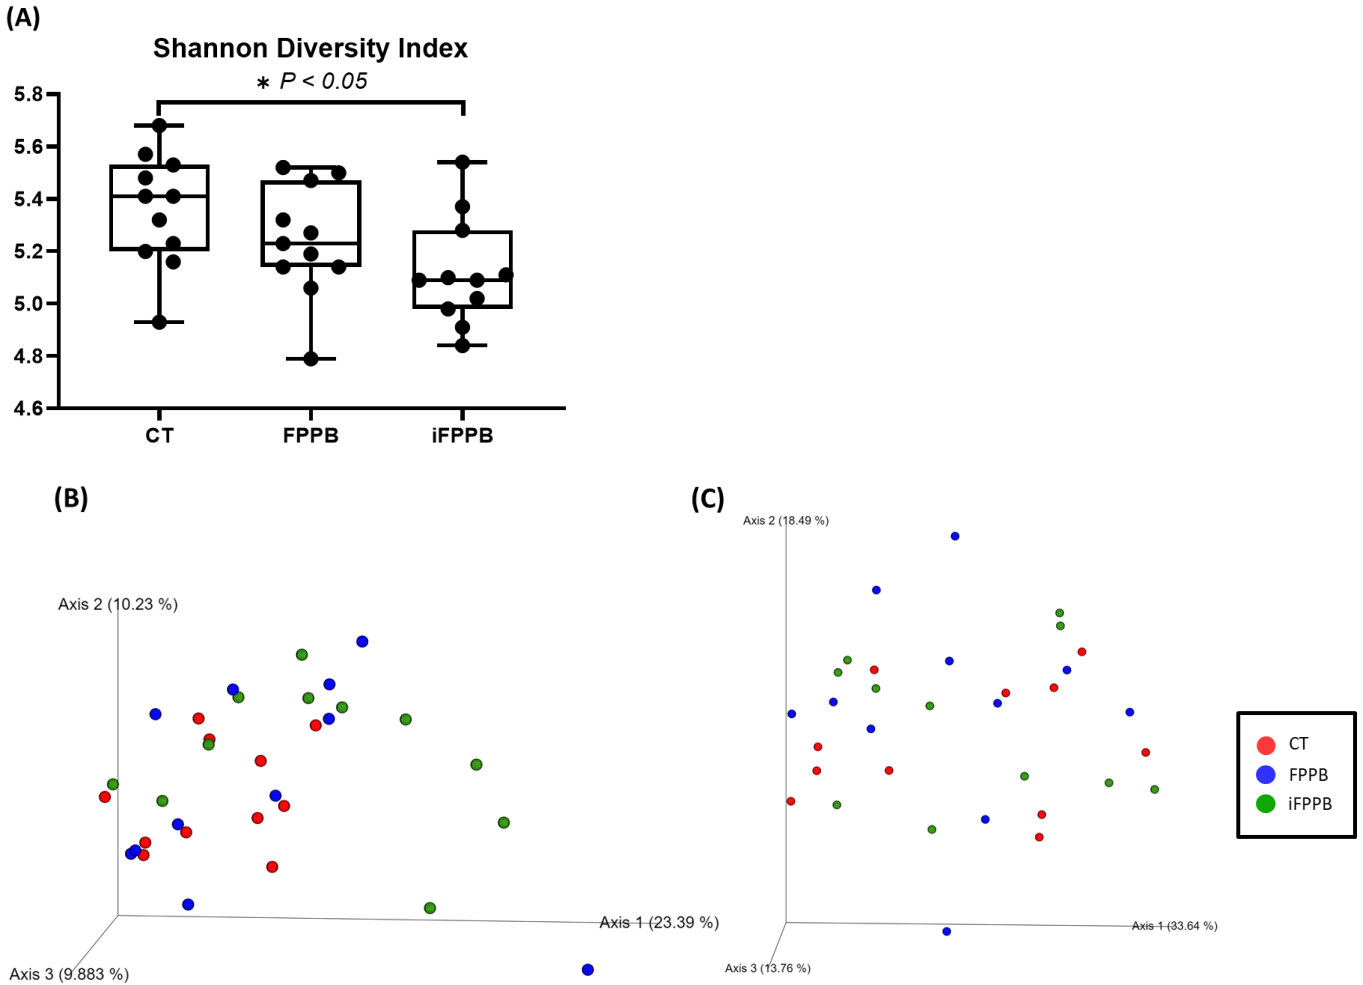 (A)
Shannon Diversity Index
* P < 0.05
5.8
5.6
5.4
5.2
5.0
4.8
4.6
CT
FPPB
iFPPB
(B)
Axis 2 (10.23 %)
Axis 1 (23.39 %)
Axis 3 (9.883 %)
(C)
Axis 2 (18.49 %)
Axis 1 (33.64 %)
Axis 3 (13.76 %)
CT
FPPB
iFPPB